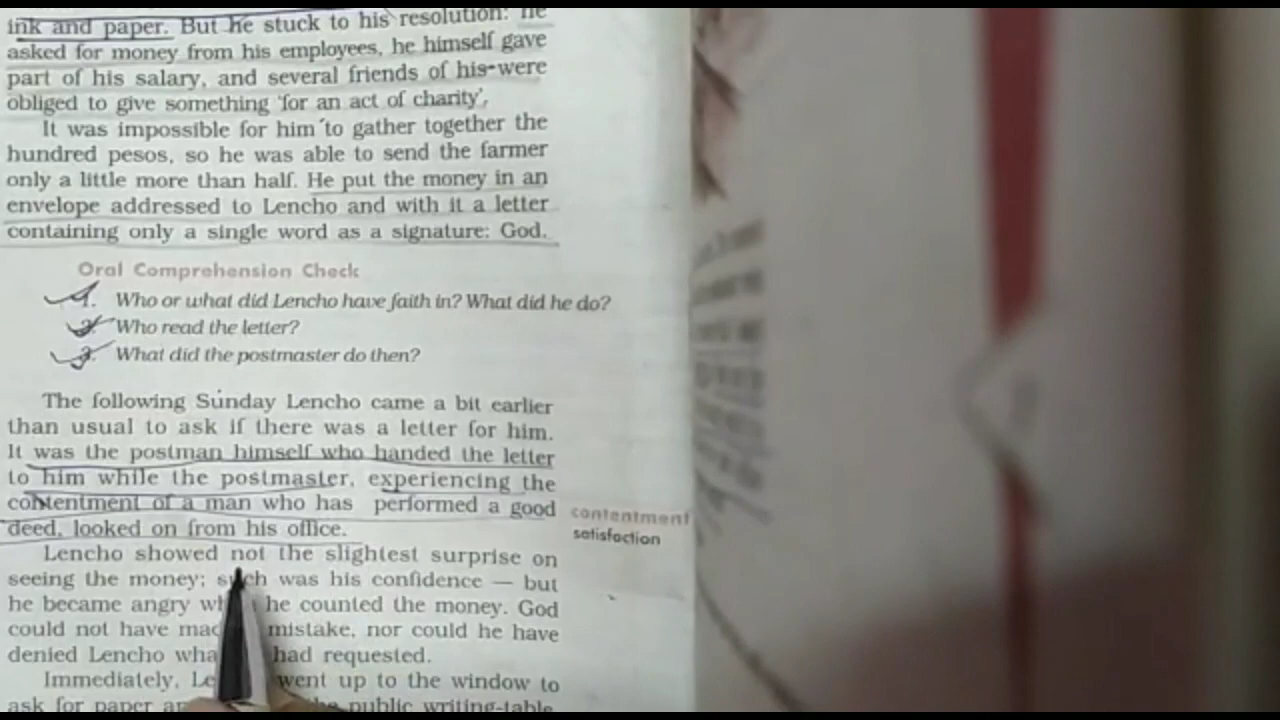 ink and paper. But he stuck to his resolution: he
asked for money from his employees, he himself gave
part of his salary, and several friends of his were
obliged to give something 'for an act of charity'.
It was impossible for him to gather together the
hundred pesos, so he was able to send the farmer
only a little more than half. He put the money in an
envelope addressed to Lencho and with it a letter
containing only a single word as a signature: God.
Oral Comprehension Check
1. Who or what did Lencho have faith in? What did he do?
2. Who read the letter?
3. What did the postmaster do then?
The following Sunday Lencho came a bit earlier
than usual to ask if there was a letter for him.
It was the postman himself who handed the letter
to him while the postmaster, experiencing the
contentment of a man who has performed a good
deed, looked on from his office.
contentment
satisfaction
Lencho showed not the slightest surprise on
seeing the money; such was his confidence — but
he became angry he counted the money. God
could not have mistake, nor could he have
denied Lencho had requested.
Immediately, went up to the window to
ask for paper public writing-table,